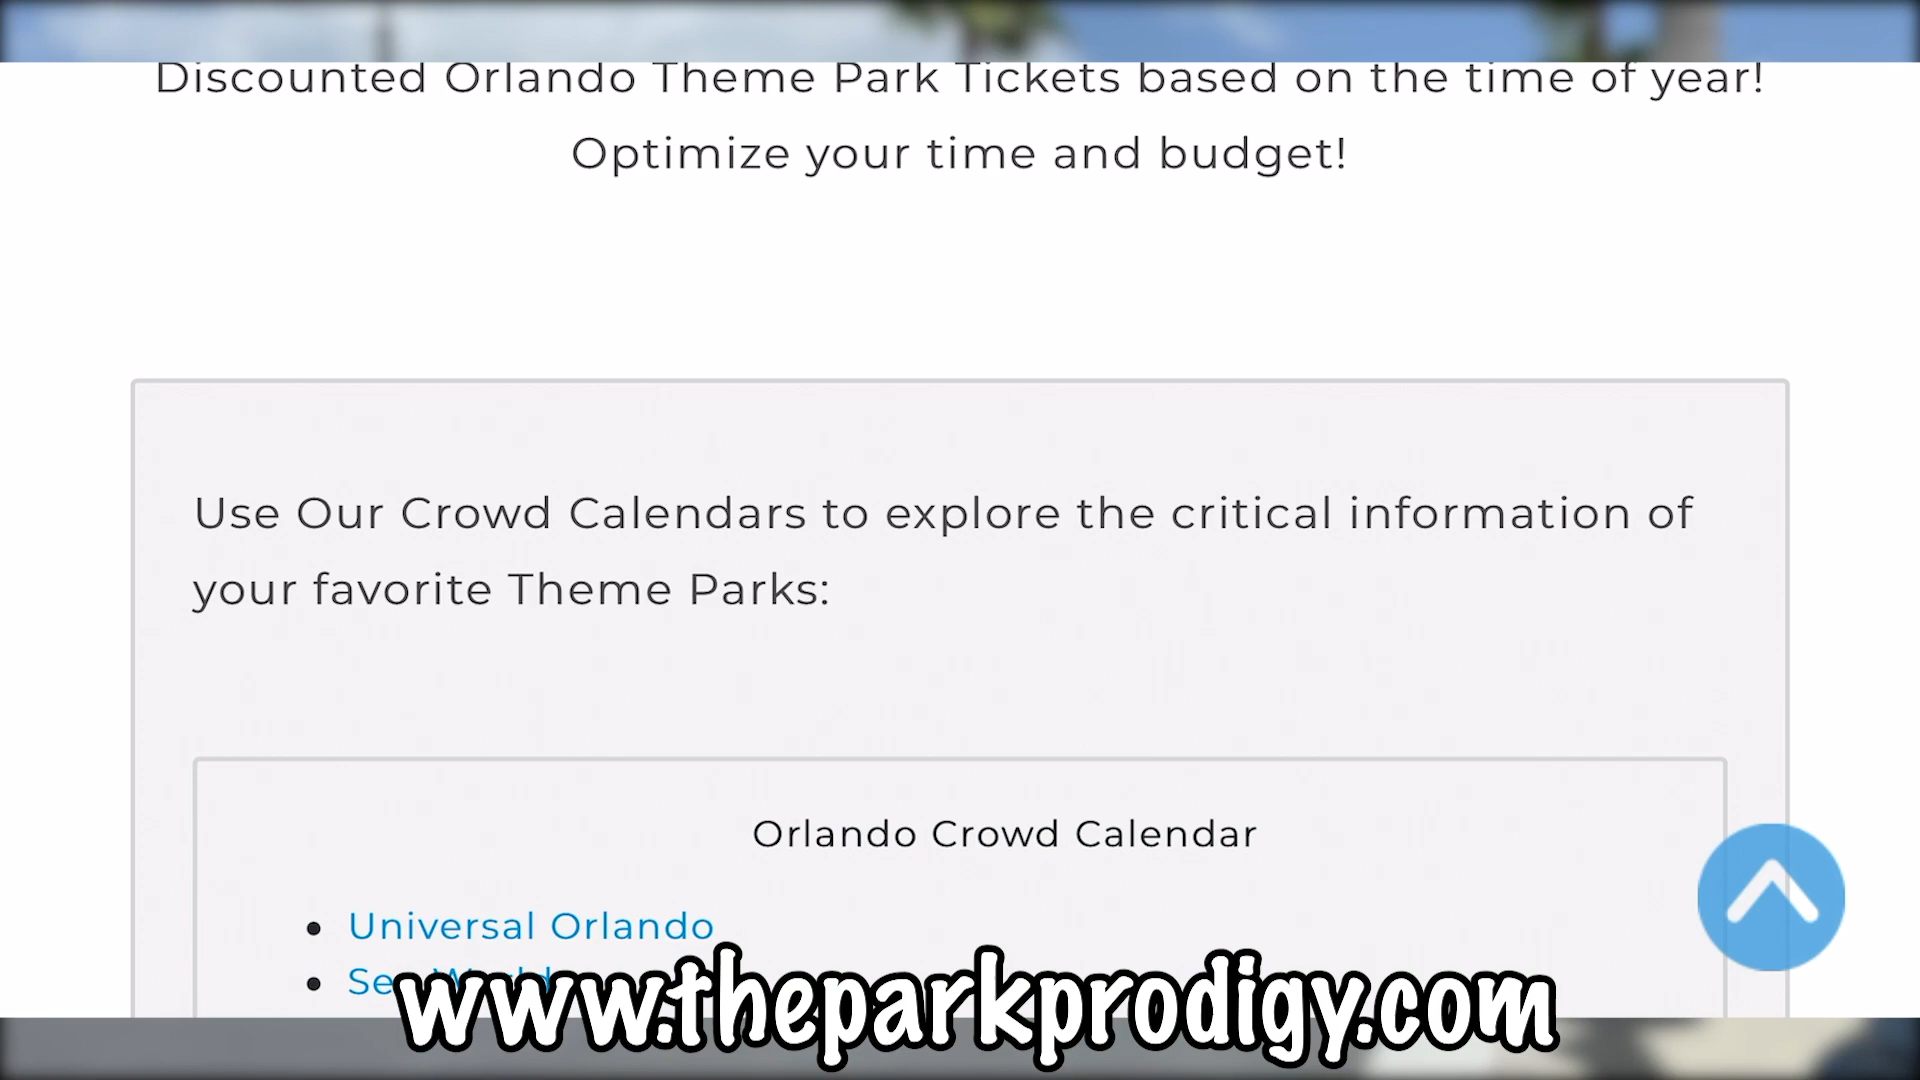 Discounted Orlando Theme Park Tickets based on the time of year!
Optimize your time and budget!
Use Our Crowd Calendars to explore the critical information of
your favorite Theme Parks:
Orlando Crowd Calendar
Universal Orlando
www.theparkprodigy.com